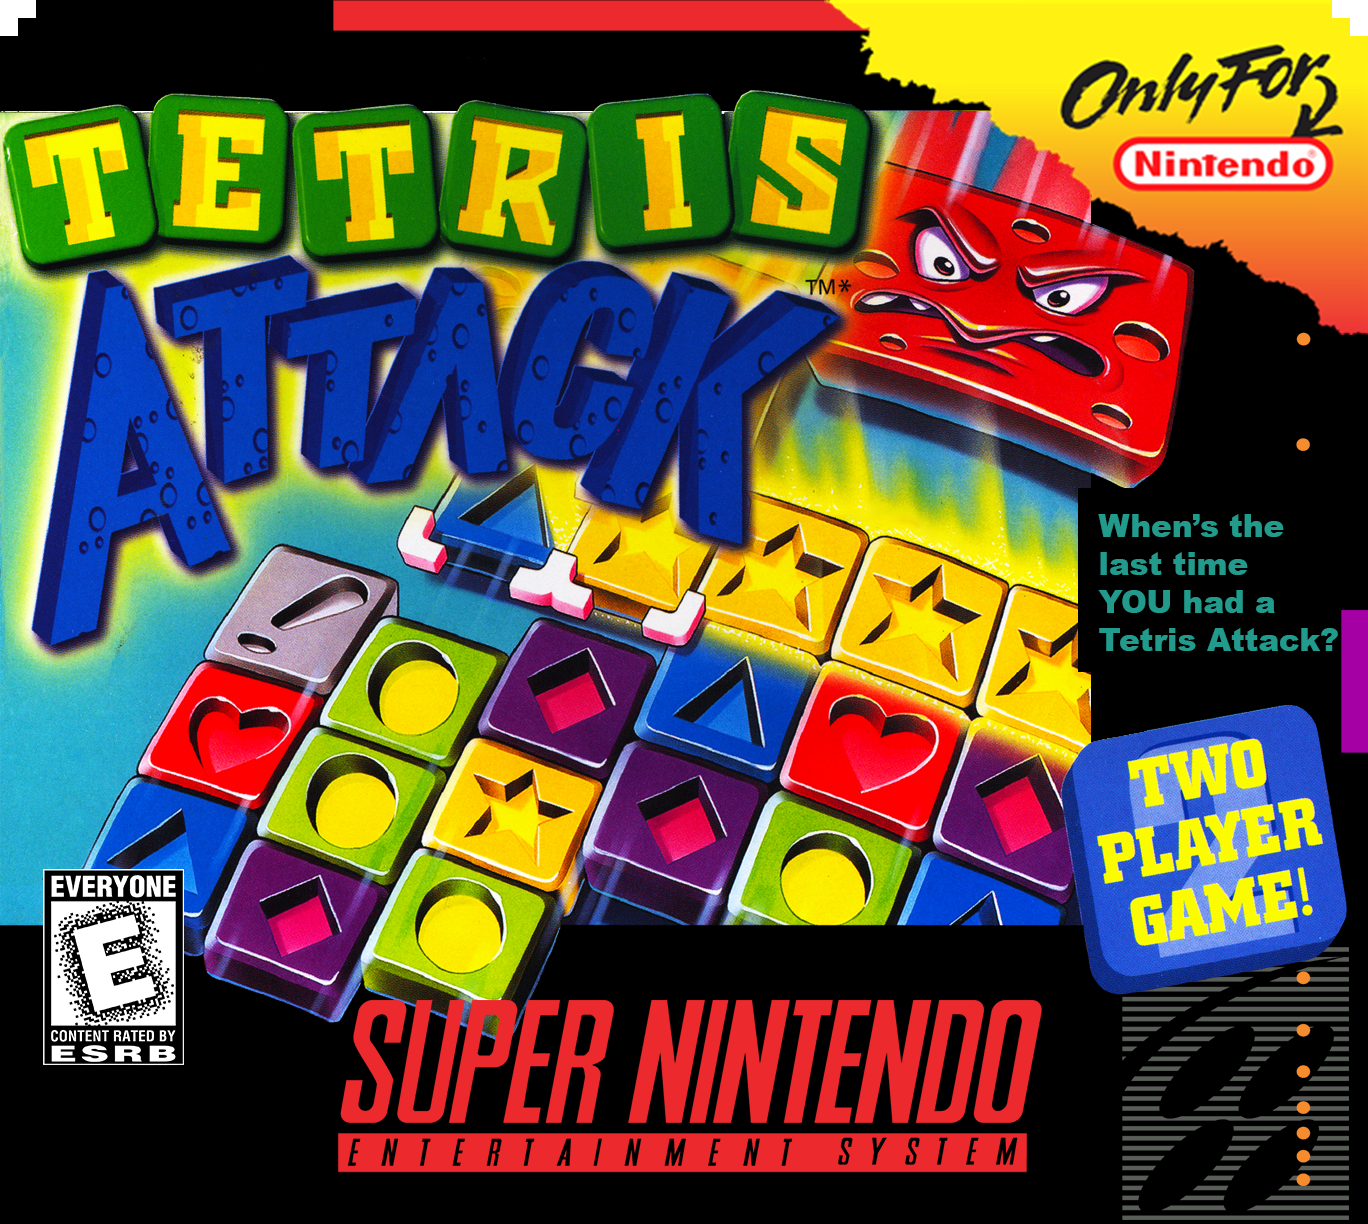 Only For
Nintendo®
TETRIS
ATTACK
TM*
When's the
last time
YOU had a
Tetris Attack?
2
TWO
PLAYER
GAME!
EVERYONE
E
CONTENT RATED BY
ESRB
SUPER NINTENDO
ENTERTAINMENT SYSTEM